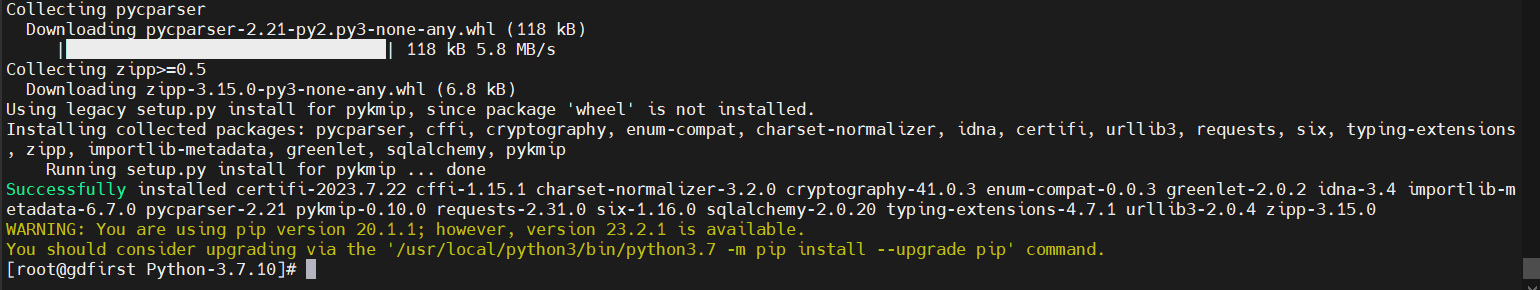 Collecting pycparser
  Downloading pycparser-2.21-py2.py3-none-any.whl (118 kB)
     |████████████████████████████████| 118 kB 5.8 MB/s
Collecting zipp>=0.5
  Downloading zipp-3.15.0-py3-none-any.whl (6.8 kB)
Using legacy setup.py install for pykmip, since package 'wheel' is not installed.
Installing collected packages: pycparser, cffi, cryptography, enum-compat, charset-normalizer, idna, certifi, urllib3, requests, six, typing-extensions
, zipp, importlib-metadata, greenlet, sqlalchemy, pykmip
    Running setup.py install for pykmip ... done
Successfully installed certifi-2023.7.22 cffi-1.15.1 charset-normalizer-3.2.0 cryptography-41.0.3 enum-compat-0.0.3 greenlet-2.0.2 idna-3.4 importlib-m
etadata-6.7.0 pycparser-2.21 pykmip-0.10.0 requests-2.31.0 six-1.16.0 sqlalchemy-2.0.20 typing-extensions-4.7.1 urllib3-2.0.4 zipp-3.15.0
WARNING: You are using pip version 20.1.1; however, version 23.2.1 is available.
You should consider upgrading via the '/usr/local/python3/bin/python3.7 -m pip install --upgrade pip' command.
[root@gdfirst Python-3.7.10]#